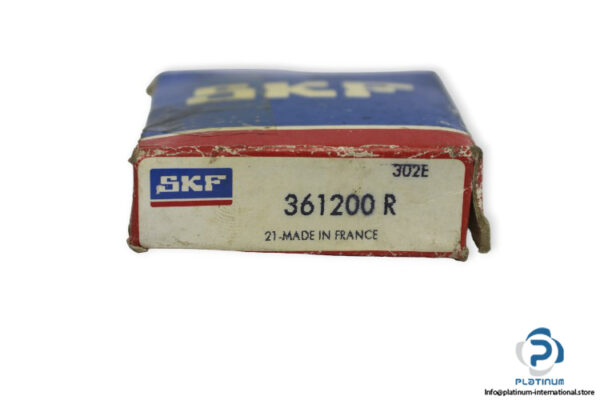 SKF
302E
SKF
361200 R
21-MADE IN FRANCE
PLATINUM
Info@platinum-international.store